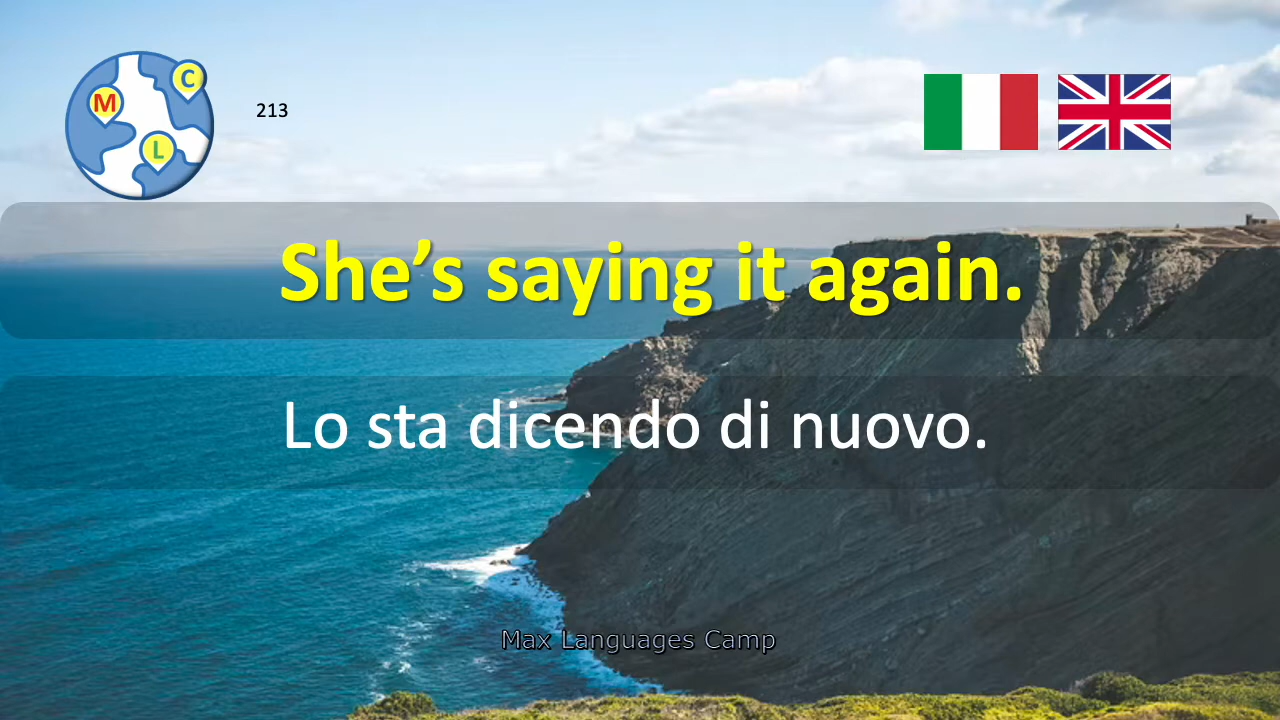 C
M
L
213
She’s saying it again.
Lo sta dicendo di nuovo.
Max Languages Camp